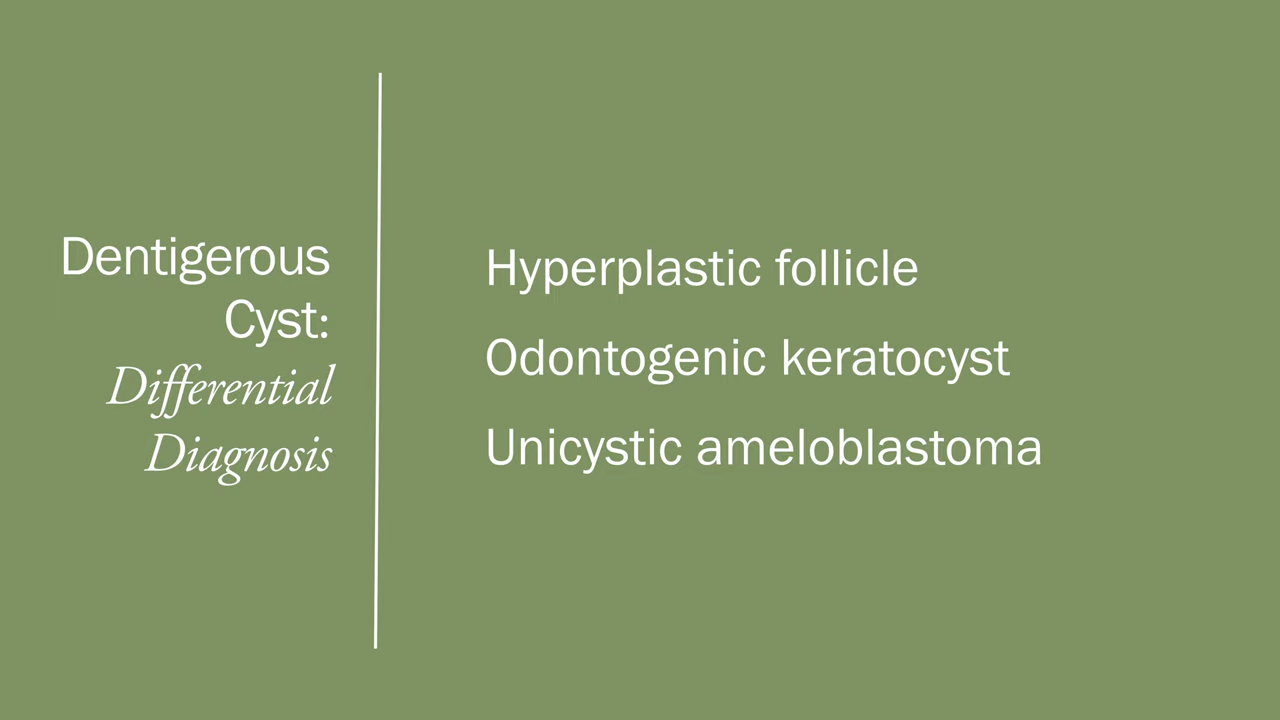 Dentigerous
Cyst:
Differential
Diagnosis
Hyperplastic follicle
Odontogenic keratocyst
Unicystic ameloblastoma